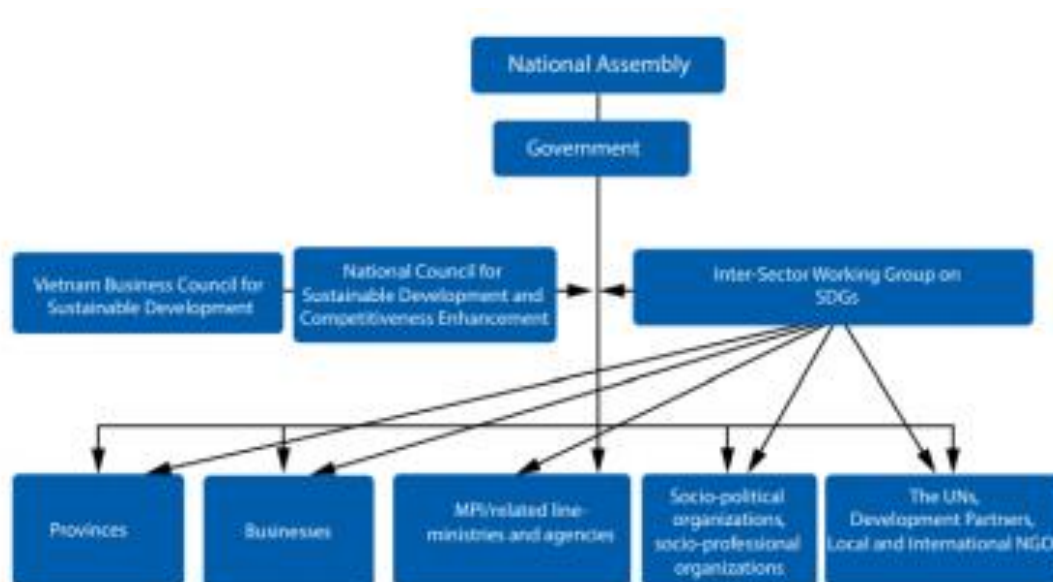 National Assembly
Government
Vietnam Business Council for
Sustainable Development
National Council for
Sustainable Development and
Competitiveness Enhancement
Inter-Sector Working Group on
SDGs
Provinces
Businesses
MPI/related line-
ministries and agencies
Socio-political
organizations,
socio-professional
organizations
The UNs,
Development Partners,
Local and International NGO